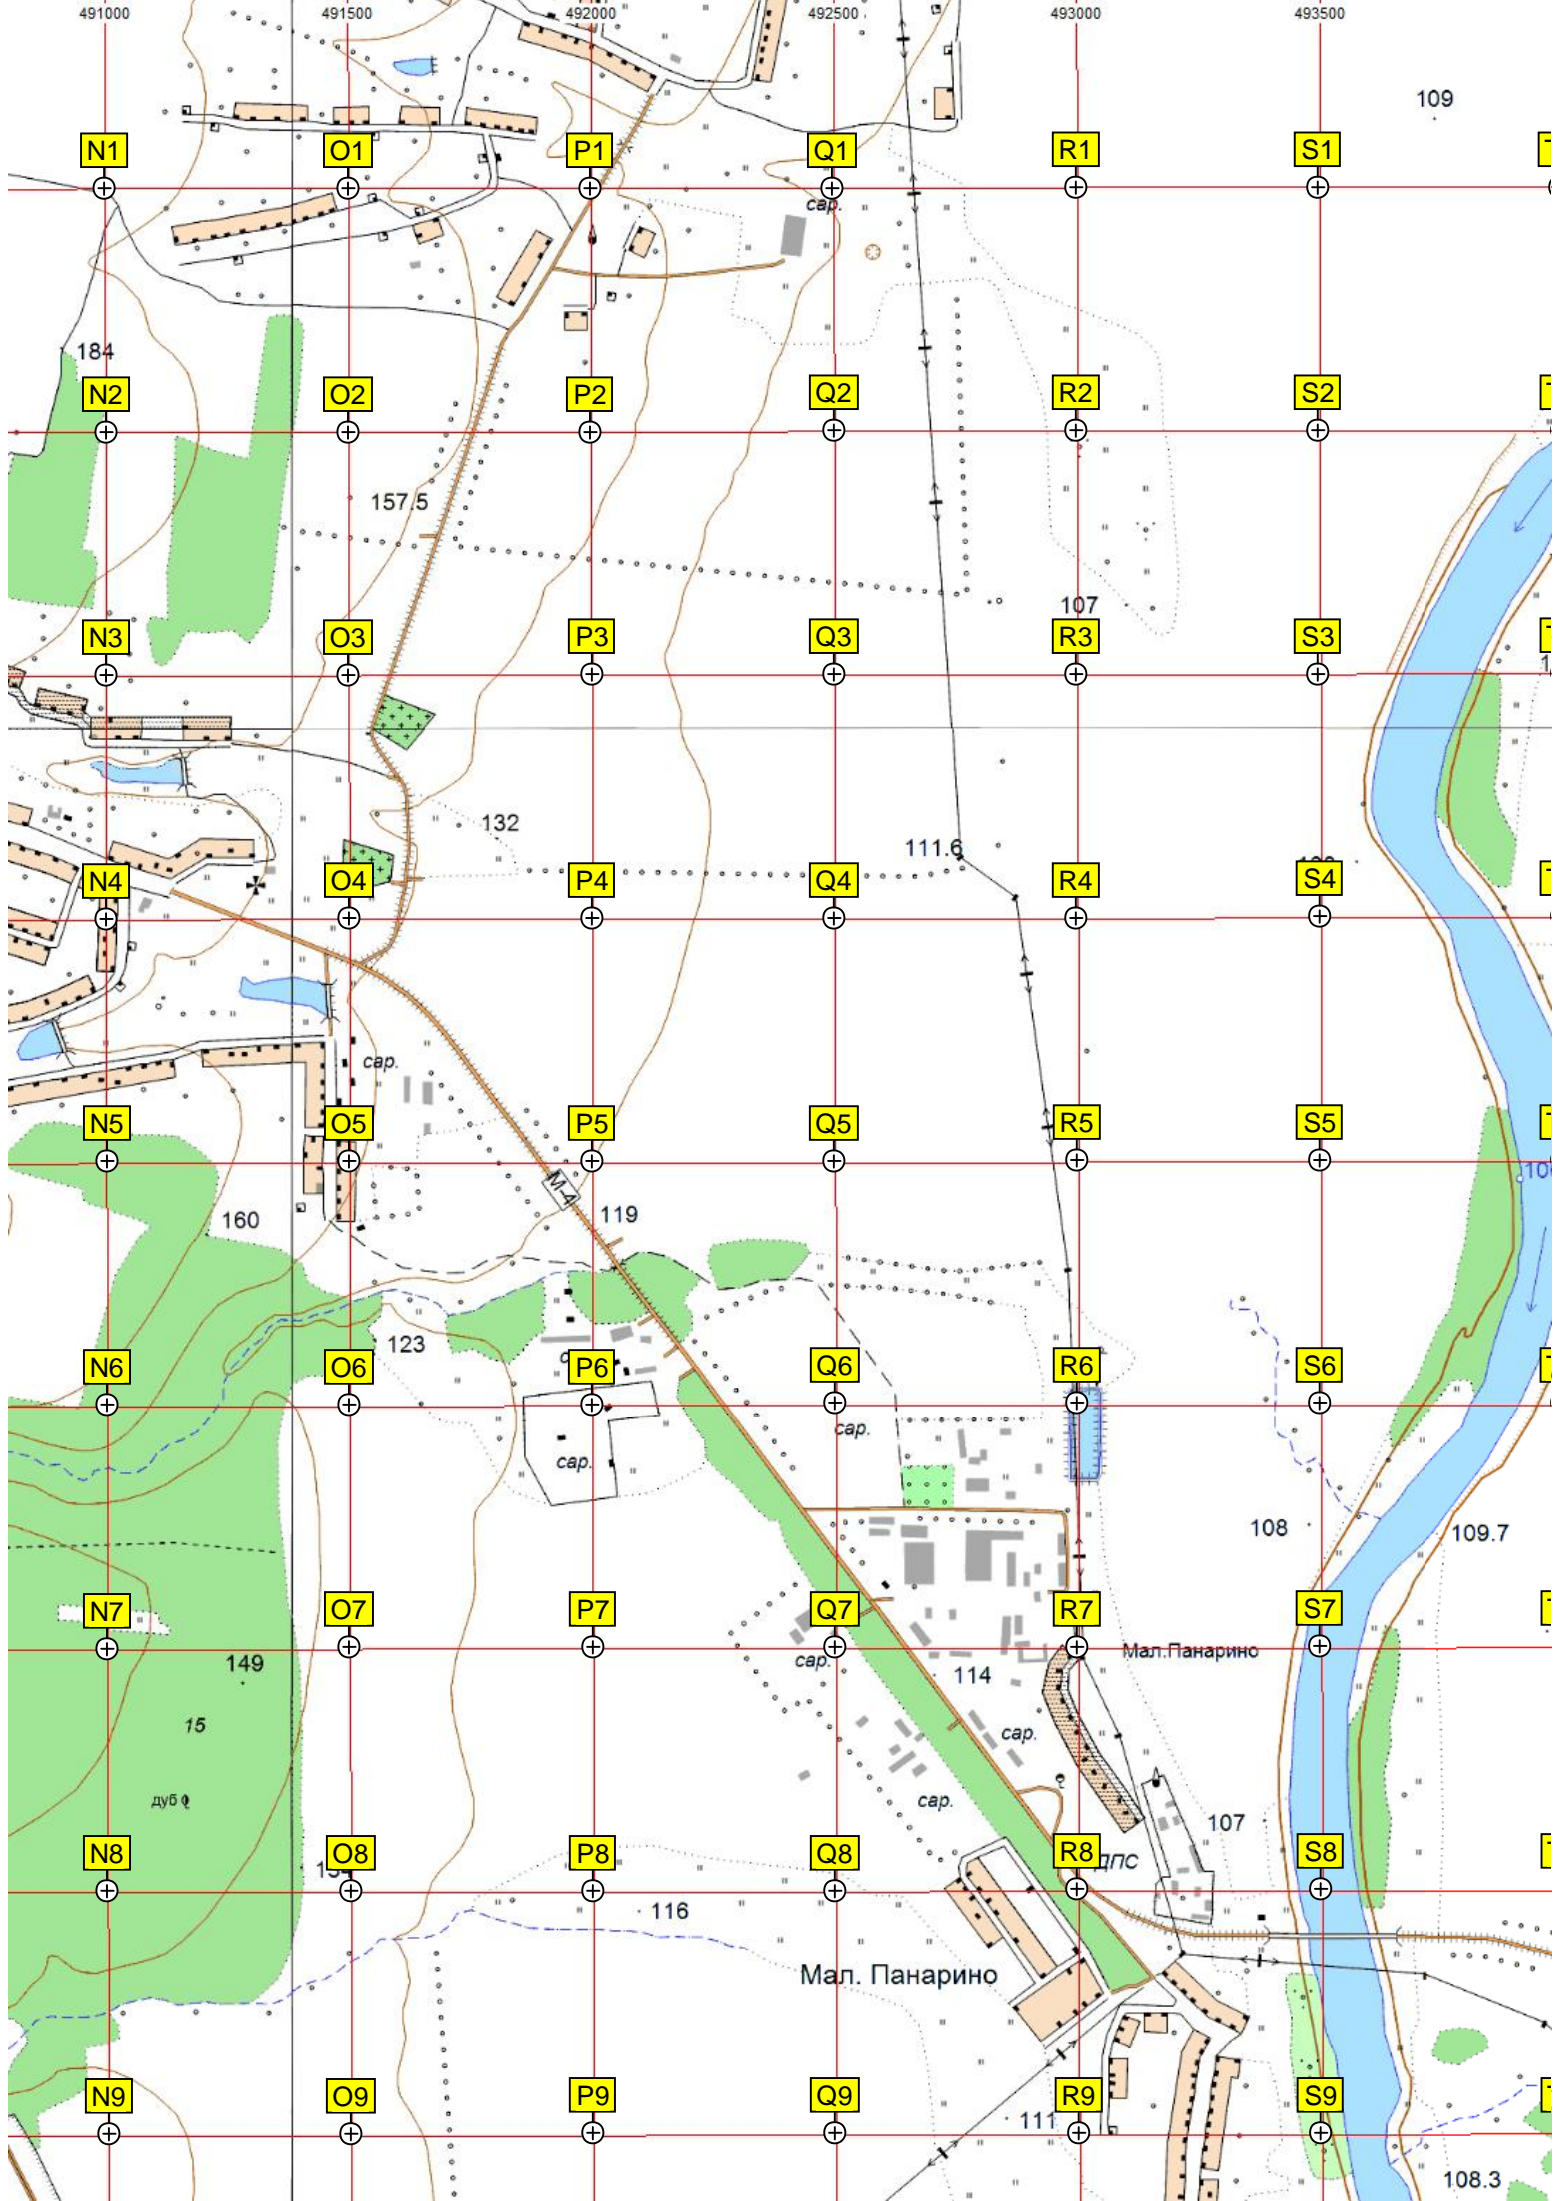 491000 491500 492000 492500 493000 493500
109
N1 O1 P1 Q1 R1 S1
сар.
184
N2 O2 P2 Q2 R2 S2
157.5
107
N3 O3 P3 Q3 R3 S3
132
111.6
N4 O4 P4 Q4 R4 S4
сар.
N5 O5 P5 Q5 R5 S5
М-4
160 119
123
N6 O6 P6 Q6 R6 S6
сар.
сар.
108 109.7
N7 O7 P7 Q7 R7 S7
149 сар. Мал.Панарино
114
15 сар.
дуб сар.
107
N8 O8 P8 Q8 R8 S8
ДПС
116
Мал. Панарино
N9 O9 P9 Q9 R9 S9
111
108.3